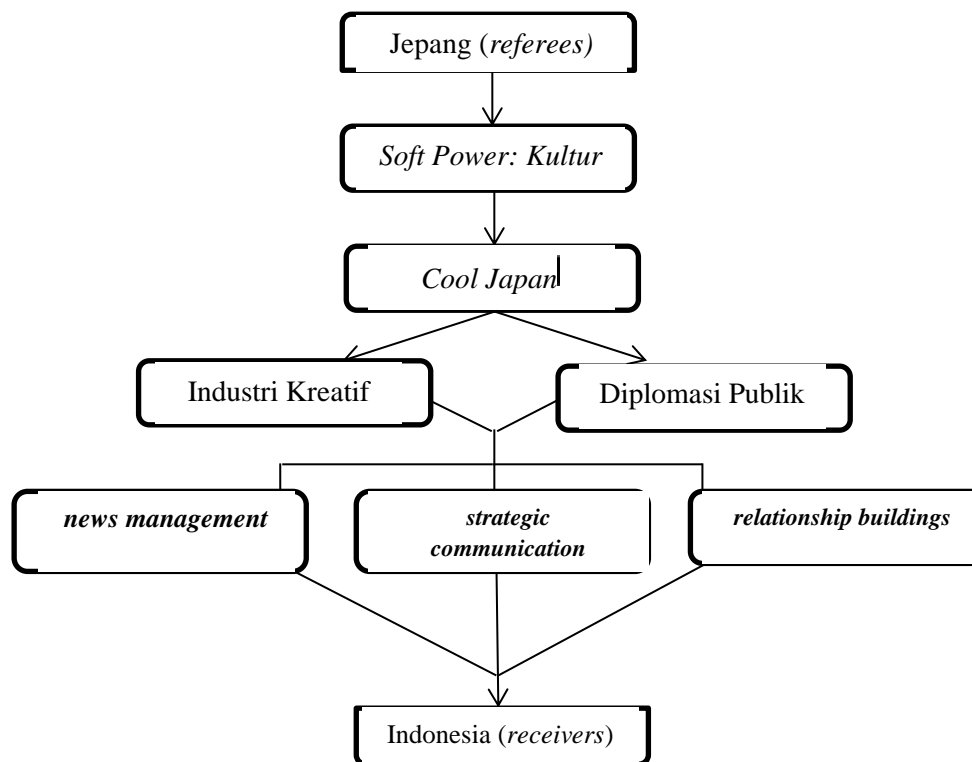 Jepang (referees)
Soft Power: Kultur
Cool Japan
Industri Kreatif
Diplomasi Publik
news management
strategic
communication
relationship buildings
Indonesia (receivers)